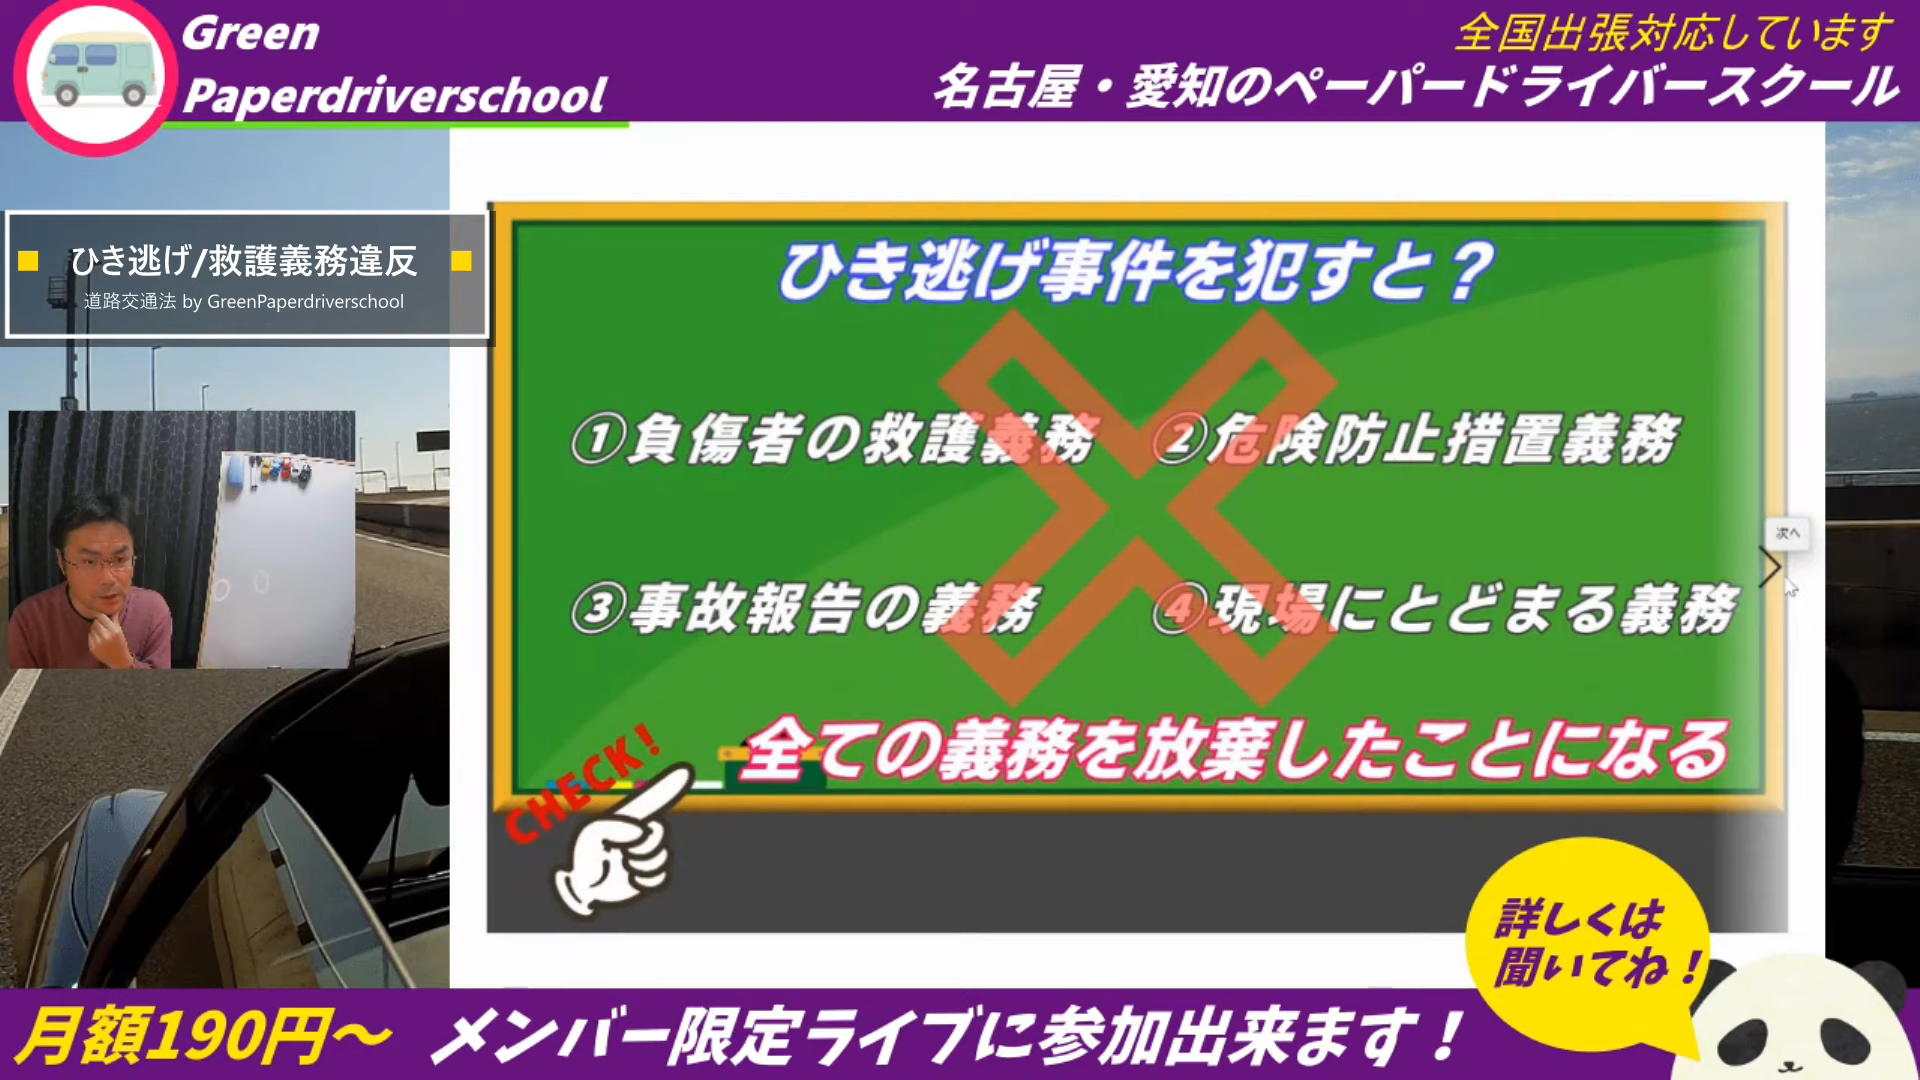 Green
Paperdriverschool
全国出張対応しています
名古屋・愛知のペーパードライバースクール
ひき逃げ/救護義務違反
道路交通法 by GreenPaperdriverschool
ひき逃げ事件を犯すと？
①負傷者の救護義務 ②危険防止措置義務
③事故報告の義務 ④現場にとどまる義務
全ての義務を放棄したことになる
CHECK!
次へ
詳しくは
聞いてね！
月額190円～ メンバー限定ライブに参加出来ます！